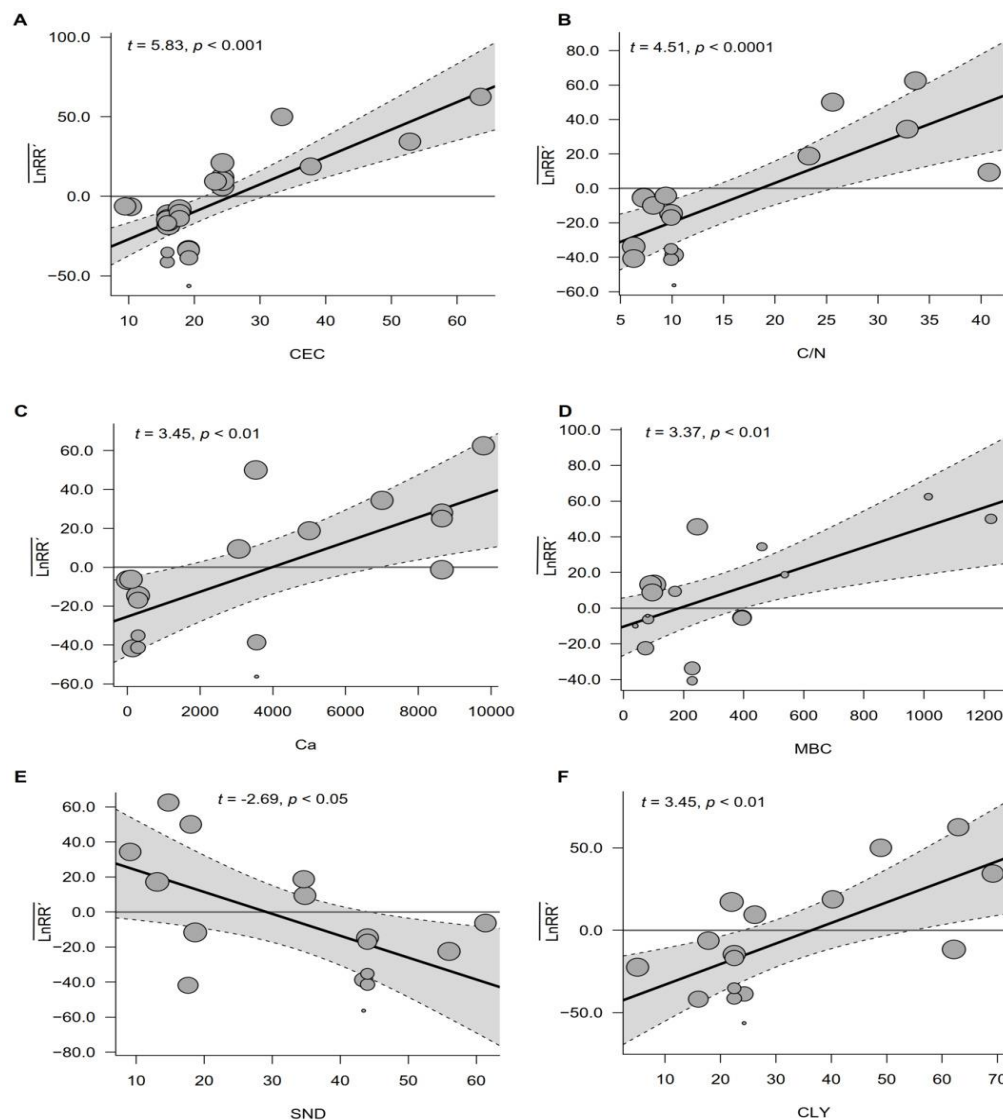 A
t = 5.83, p < 0.001
100.0
50.0
0.0
−50.0
LnRR′
10 20 30 40 50 60
CEC
B
t = 4.51, p < 0.0001
80.0
60.0
40.0
20.0
0.0
−20.0
−40.0
−60.0
LnRR′
5 10 15 20 25 30 35 40
C/N
C
t = 3.45, p < 0.01
60.0
40.0
20.0
0.0
−20.0
−40.0
−60.0
LnRR′
0 2000 4000 6000 8000 10000
Ca
D
t = 3.37, p < 0.01
100.0
80.0
60.0
40.0
20.0
0.0
−20.0
−40.0
LnRR′
0 200 400 600 800 1000 1200
MBC
E
t = -2.69, p < 0.05
60.0
40.0
20.0
0.0
−20.0
−40.0
−60.0
−80.0
LnRR′
10 20 30 40 50 60
SND
F
t = 3.45, p < 0.01
50.0
0.0
−50.0
LnRR′
10 20 30 40 50 60 70
CLY